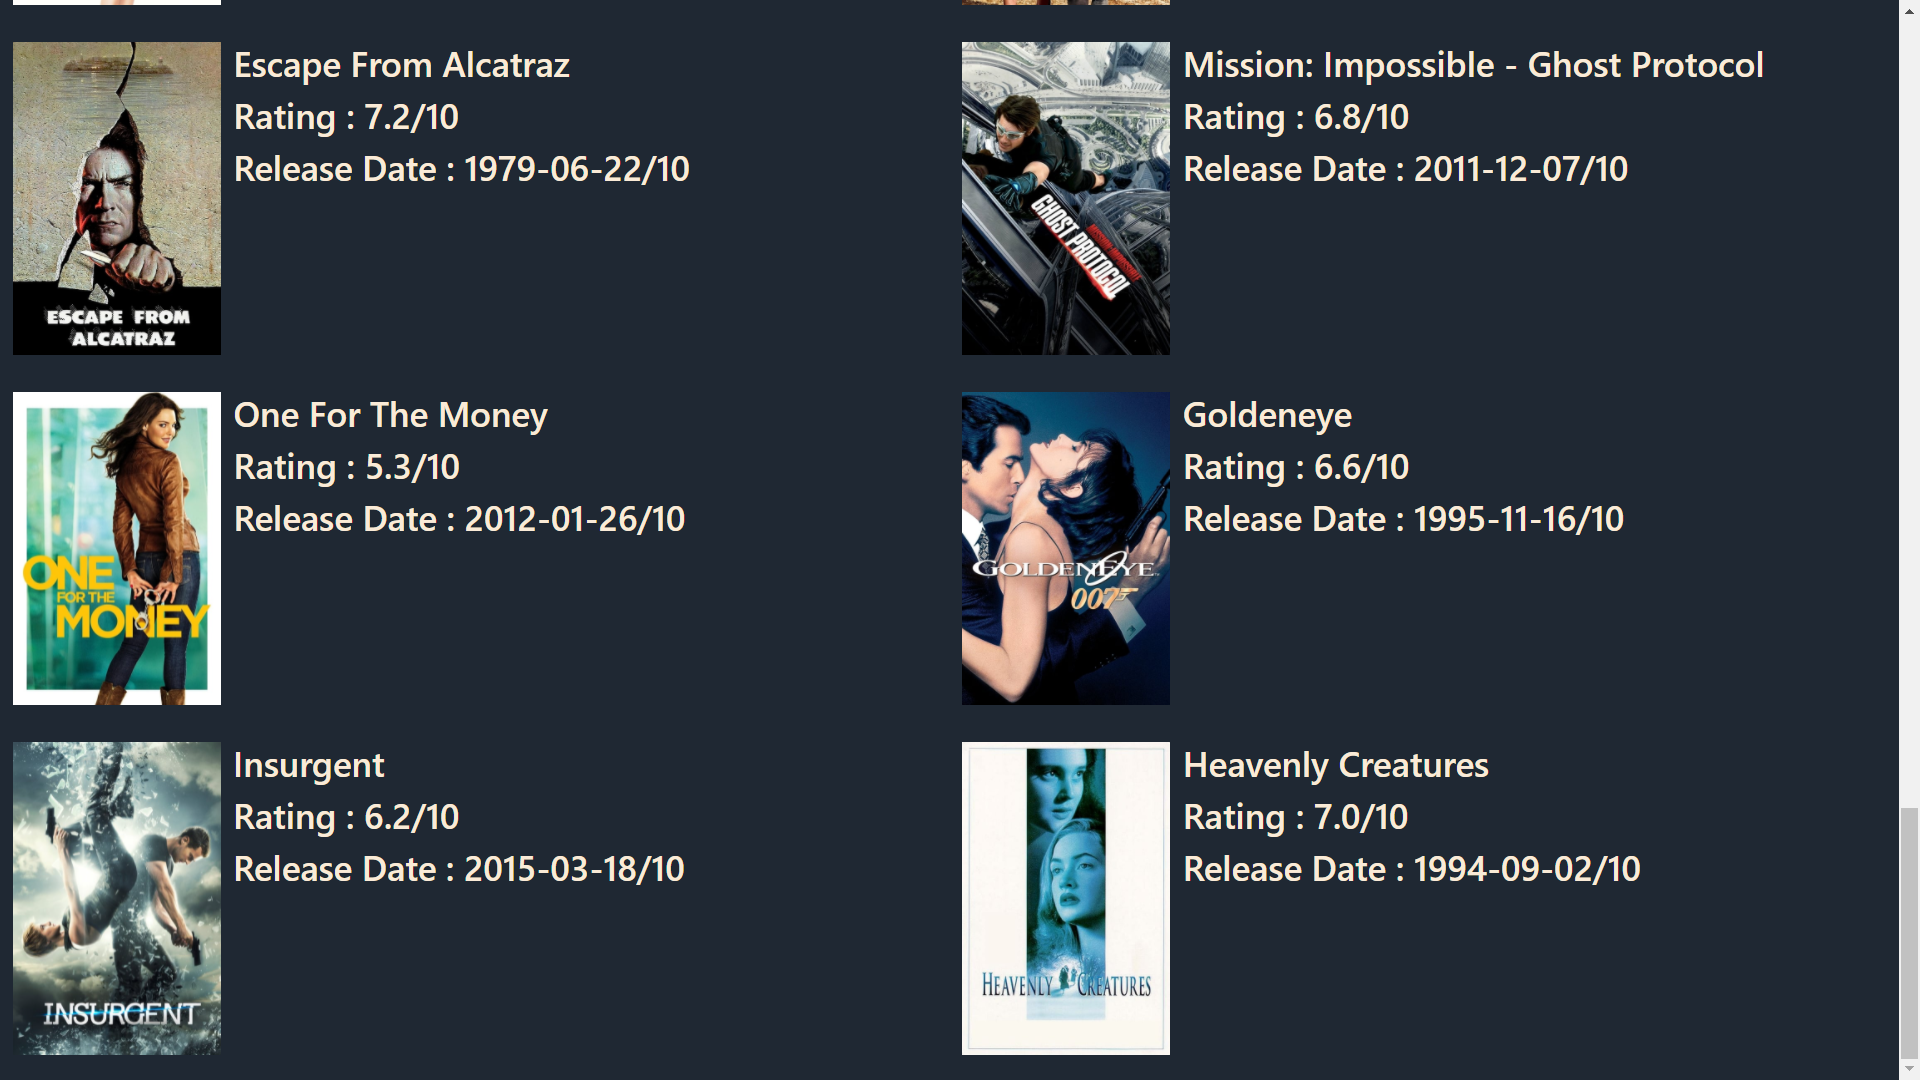 Escape From Alcatraz
Rating : 7.2/10
Release Date : 1979-06-22/10
ESCAPE FROM
ALCATRAZ
Mission: Impossible - Ghost Protocol
Rating : 6.8/10
Release Date : 2011-12-07/10
MISSION: IMPOSSIBLE
GHOST PROTOCOL
One For The Money
Rating : 5.3/10
Release Date : 2012-01-26/10
ONE
FOR THE
MONEY
Goldeneye
Rating : 6.6/10
Release Date : 1995-11-16/10
GOLDENEYE
007
Insurgent
Rating : 6.2/10
Release Date : 2015-03-18/10
INSURGENT
Heavenly Creatures
Rating : 7.0/10
Release Date : 1994-09-02/10
HEAVENLY CREATURES